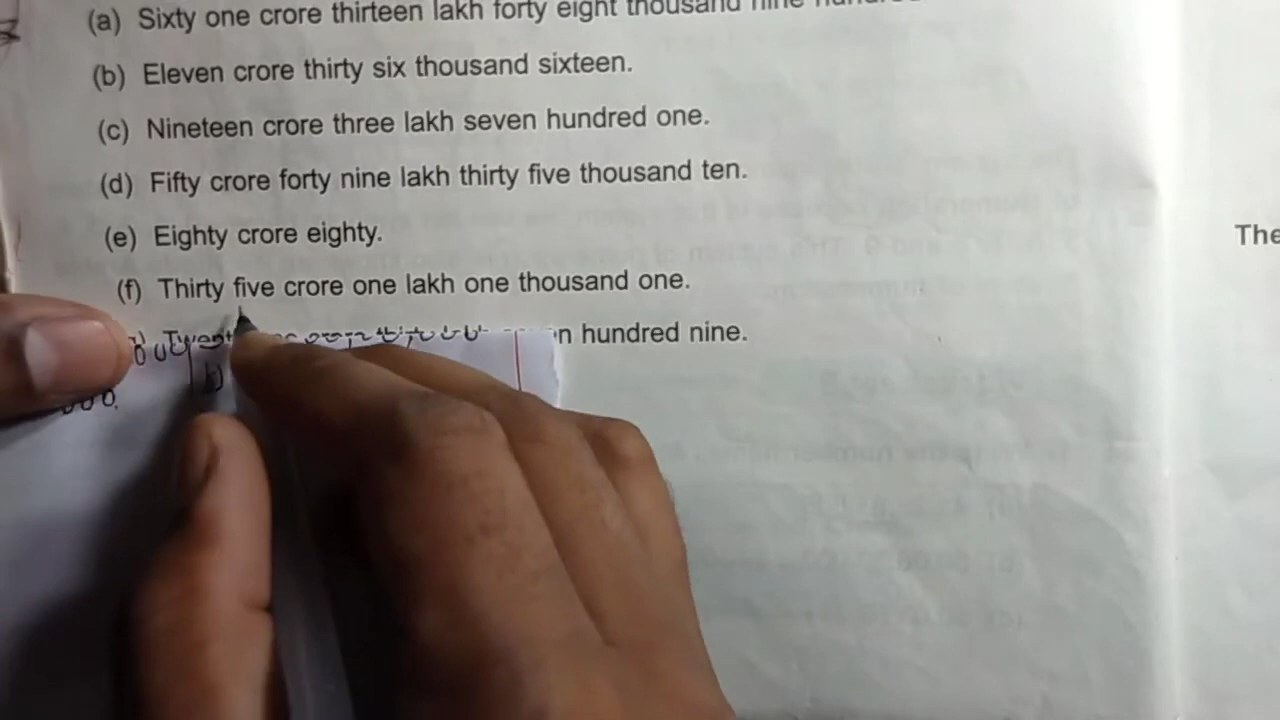 (a) Sixty one crore thirteen lakh forty eight thousand nine
(b) Eleven crore thirty six thousand sixteen.
(c) Nineteen crore three lakh seven hundred one.
(d) Fifty crore forty nine lakh thirty five thousand ten.
(e) Eighty crore eighty.
The
(f) Thirty five crore one lakh one thousand one.
hundred nine.